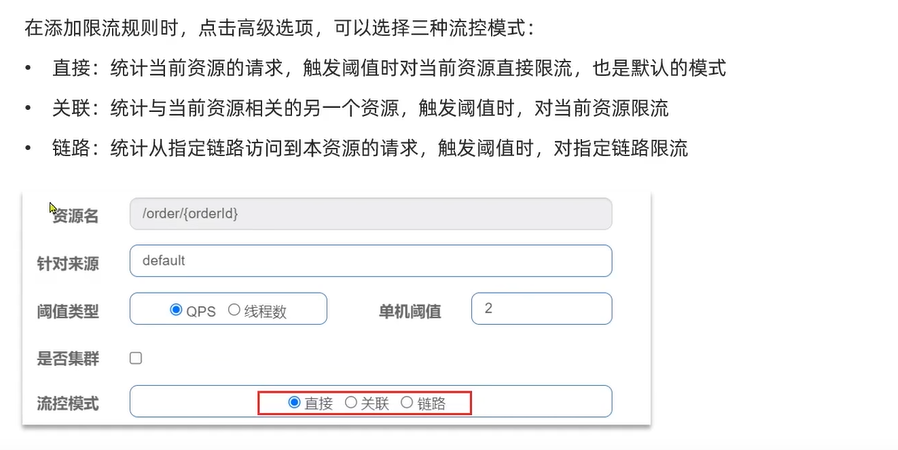 在添加限流规则时，点击高级选项，可以选择三种流控模式：
• 直接：统计当前资源的请求，触发阈值时对当前资源直接限流，也是默认的模式
• 关联：统计与当前资源相关的另一个资源，触发阈值时，对当前资源限流
• 链路：统计从指定链路访问到本资源的请求，触发阈值时，对指定链路限流
资源名 /order/{orderId}
针对来源 default
阈值类型 QPS 线程数 单机阈值 2
是否集群
流控模式 直接 关联 链路